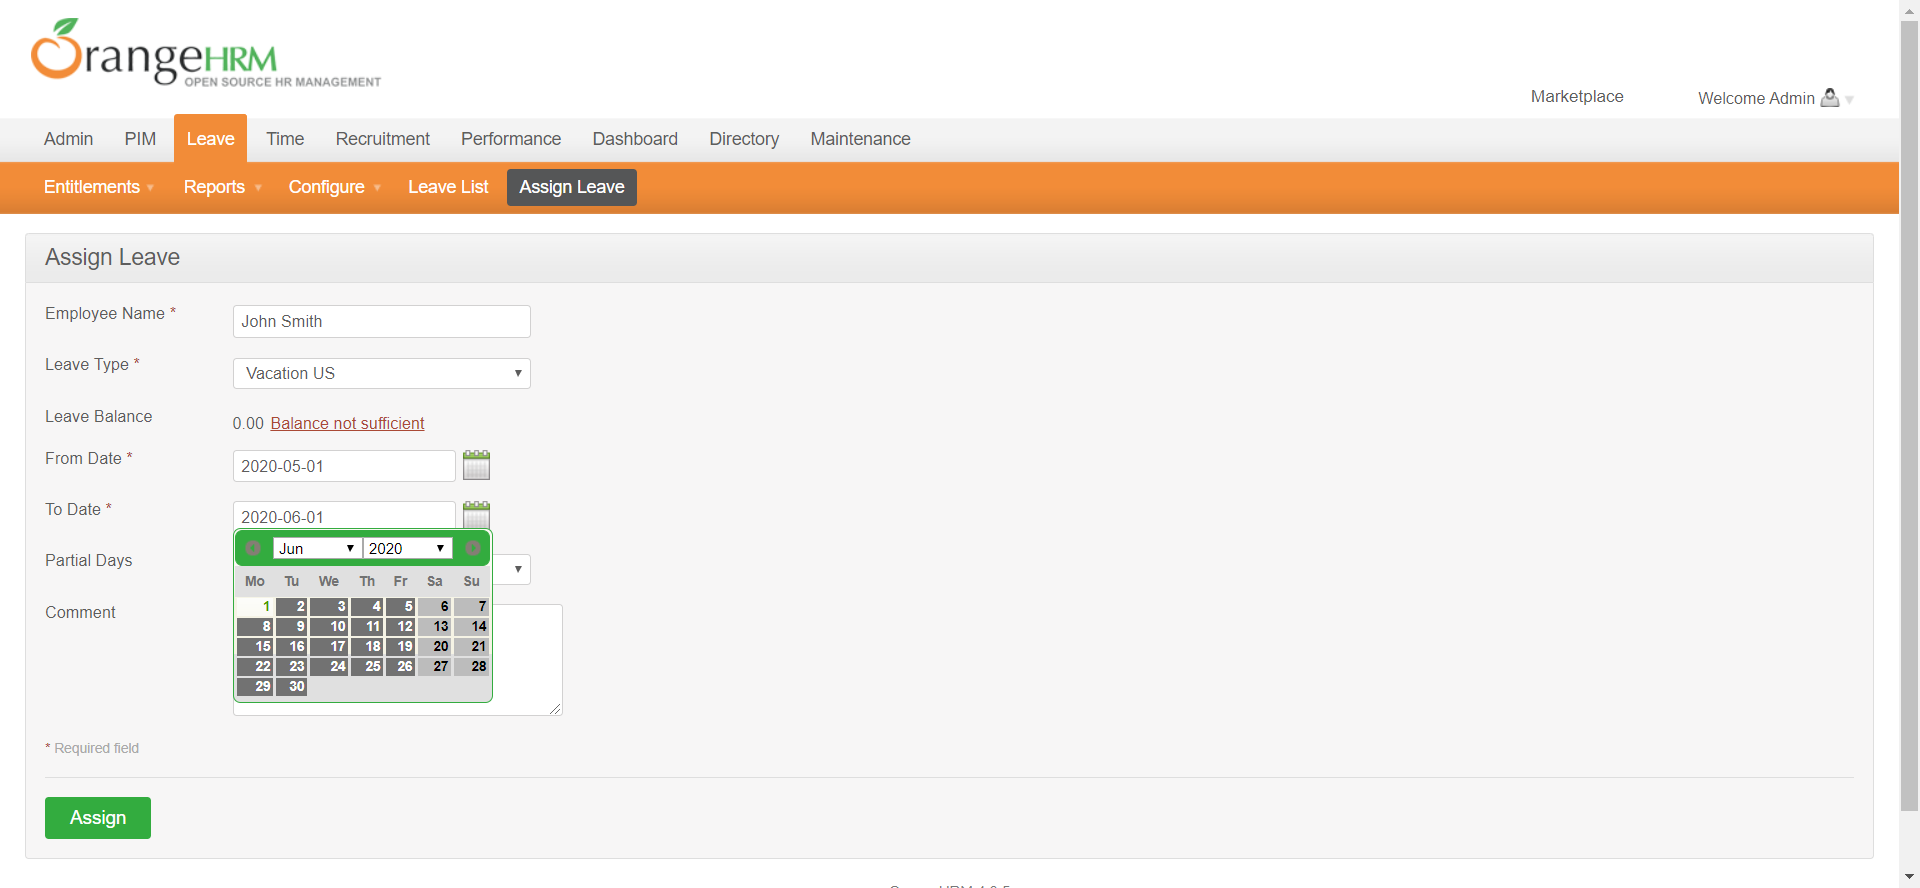 OrangeHRM
OPEN SOURCE HR MANAGEMENT
Marketplace
Welcome Admin
Admin PIM Leave Time Recruitment Performance Dashboard Directory Maintenance
Entitlements Reports Configure Leave List Assign Leave
Assign Leave
Employee Name *
John Smith
Leave Type *
Vacation US
Leave Balance
0.00 Balance not sufficient
From Date *
2020-05-01
To Date *
2020-06-01
Jun 2020
Partial Days
Mo Tu We Th Fr Sa Su
1 2 3 4 5 6 7
Comment
8 9 10 11 12 13 14
15 16 17 18 19 20 21
22 23 24 25 26 27 28
29 30
* Required field
Assign